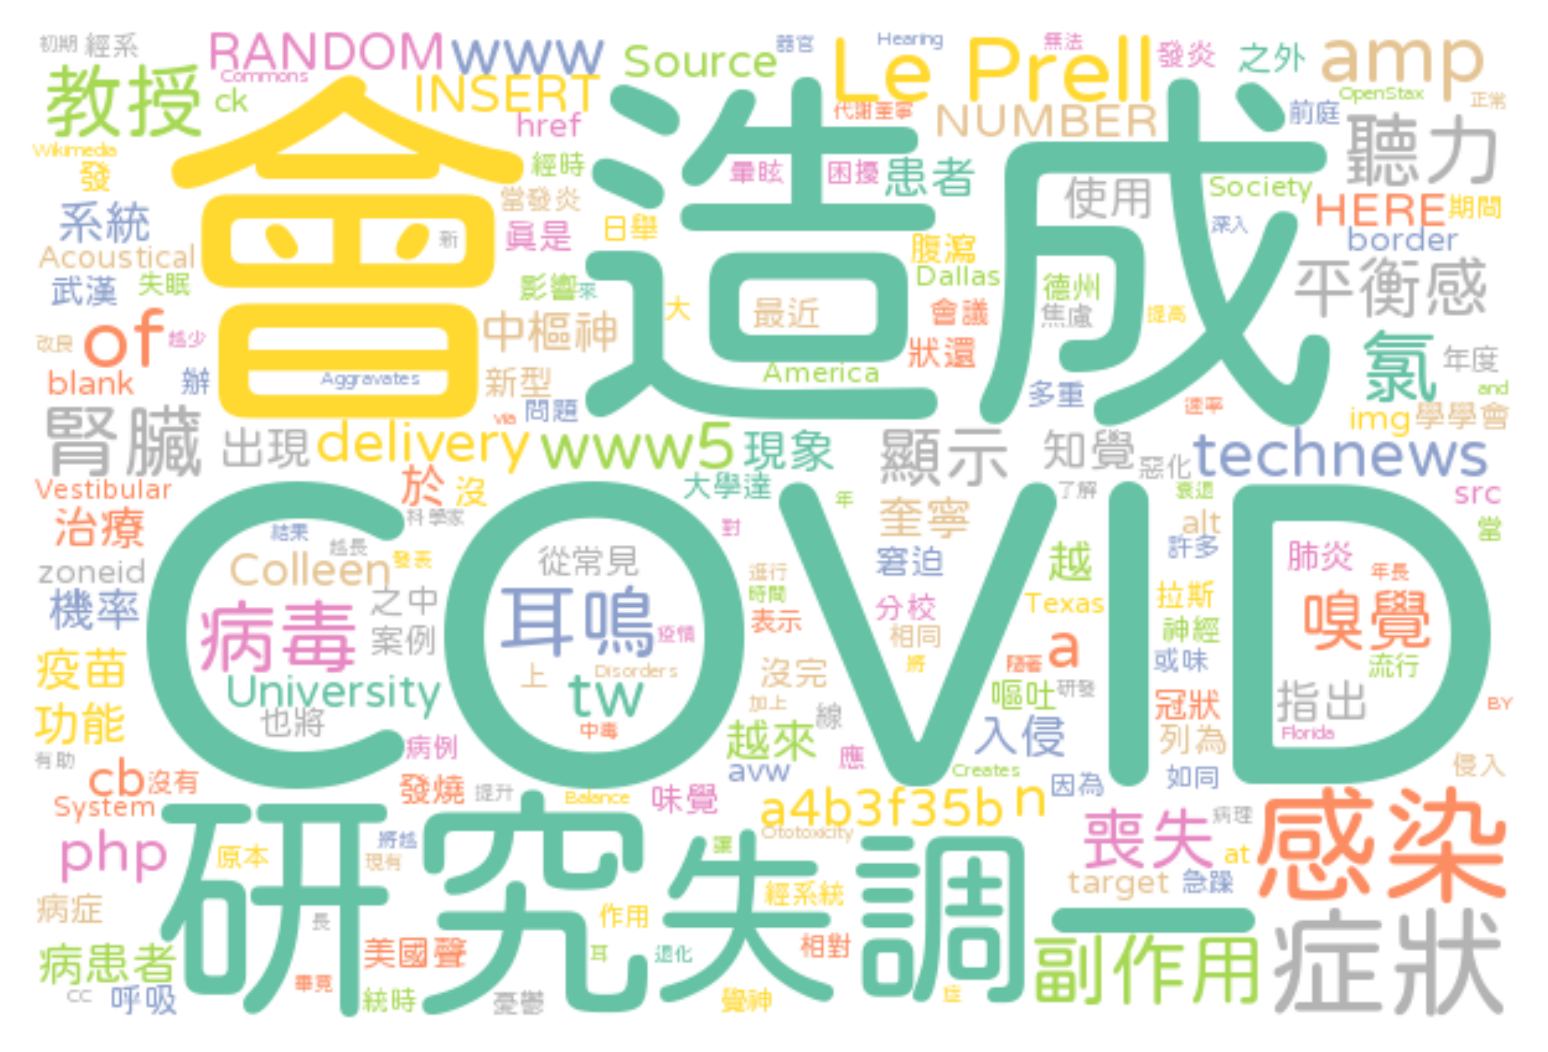 初期 經系 RANDOM www Source 器官 Le Prell Hearing 無法 發炎 之外 amp
教授 ck Commons INSERT href 代謝 奎寧 NUMBER 前庭 OpenStax 正常
Wikimedia 發 會 經時 造 暈眩 困擾 患者 成 使用 Society 聽力
系統 當發炎 眞是 新 日舉 腹瀉 深入 HERE 期間
Acoustical 影響 來 Dallas 德州 border
武漢 失眠 中樞神 大 最近 會議 焦慮 提高 平衡感
改良 of 越少 狀還 氯 年度
blank 辦 Aggravates 新型 America 多重 速率 and
via 問題 img 學學會
腎臟 出現 delivery www5 現象 顯示 知覺 惡化 technews
Vestibular 於 沒 大學達 年 了解 衰退 src
治療 COVID 結果 科學家 對 奎寧 alt 當
越長 發表 從常見 窘迫 越 許多 肺炎
zoneid Colleen 進行 年長
機率 病毒 之中 耳鳴 時間 分校 Texas 拉斯 嗅覺
案例 疫情 表示 相同 神經
疫苗 上 Disorders 沒完 將 隨著 a 或味 流行
University tw 嘔吐 研發 指出
功能 也將 中毒 加上 線 冠狀 BY
有助 病例 越來 應 入侵 列為 Florida
cb 沒有 avw Creates 因為 如同 侵入
System 發燒 提升 Balance 味覺 a4b3f35b n
php 研究失調 將越 Ototoxicity 喪失 病理 感染
原本 現有 讓 at
病症 長 作用 經系統 target 急躁 一
病患者 美國聲 耳 退化 相對 副作用 症狀
CC 呼吸 畢竟 統時 憂鬱 覺神 症